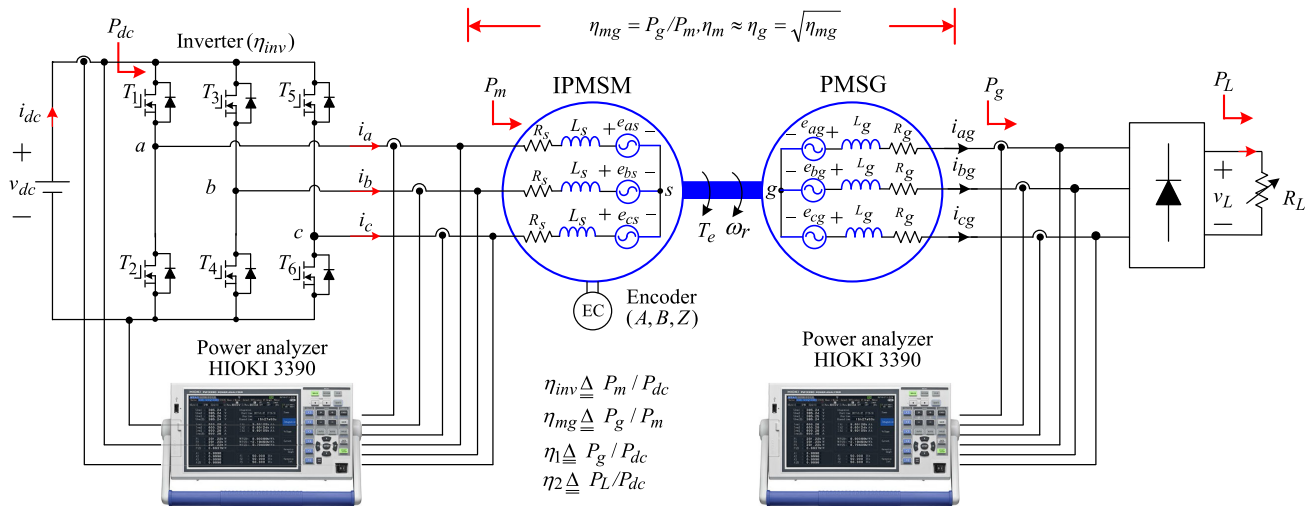 η_mg = P_g/P_m, η_m ≈ η_g = √η_mg
P_dc
Inverter (η_inv)
IPMSM
PMSG
P_m
P_g
P_L
T_1
T_3
T_5
i_dc
+
v_dc
−
a
b
c
i_a
i_b
i_c
R_s
L_s
+ e_as −
R_s
L_s
+ e_bs −
R_s
L_s
+ e_cs −
s
T_e
ω_r
g
− e_ag +
L_g
R_g
− e_bg +
L_g
R_g
− e_cg +
L_g
R_g
i_ag
i_bg
i_cg
+
v_L
−
R_L
T_2
T_4
T_6
EC
Encoder
(A, B, Z)
Power analyzer
HIOKI 3390
Power analyzer
HIOKI 3390
η_inv ≜ P_m / P_dc
η_mg ≜ P_g / P_m
η_1 ≜ P_g / P_dc
η_2 ≜ P_L/P_dc